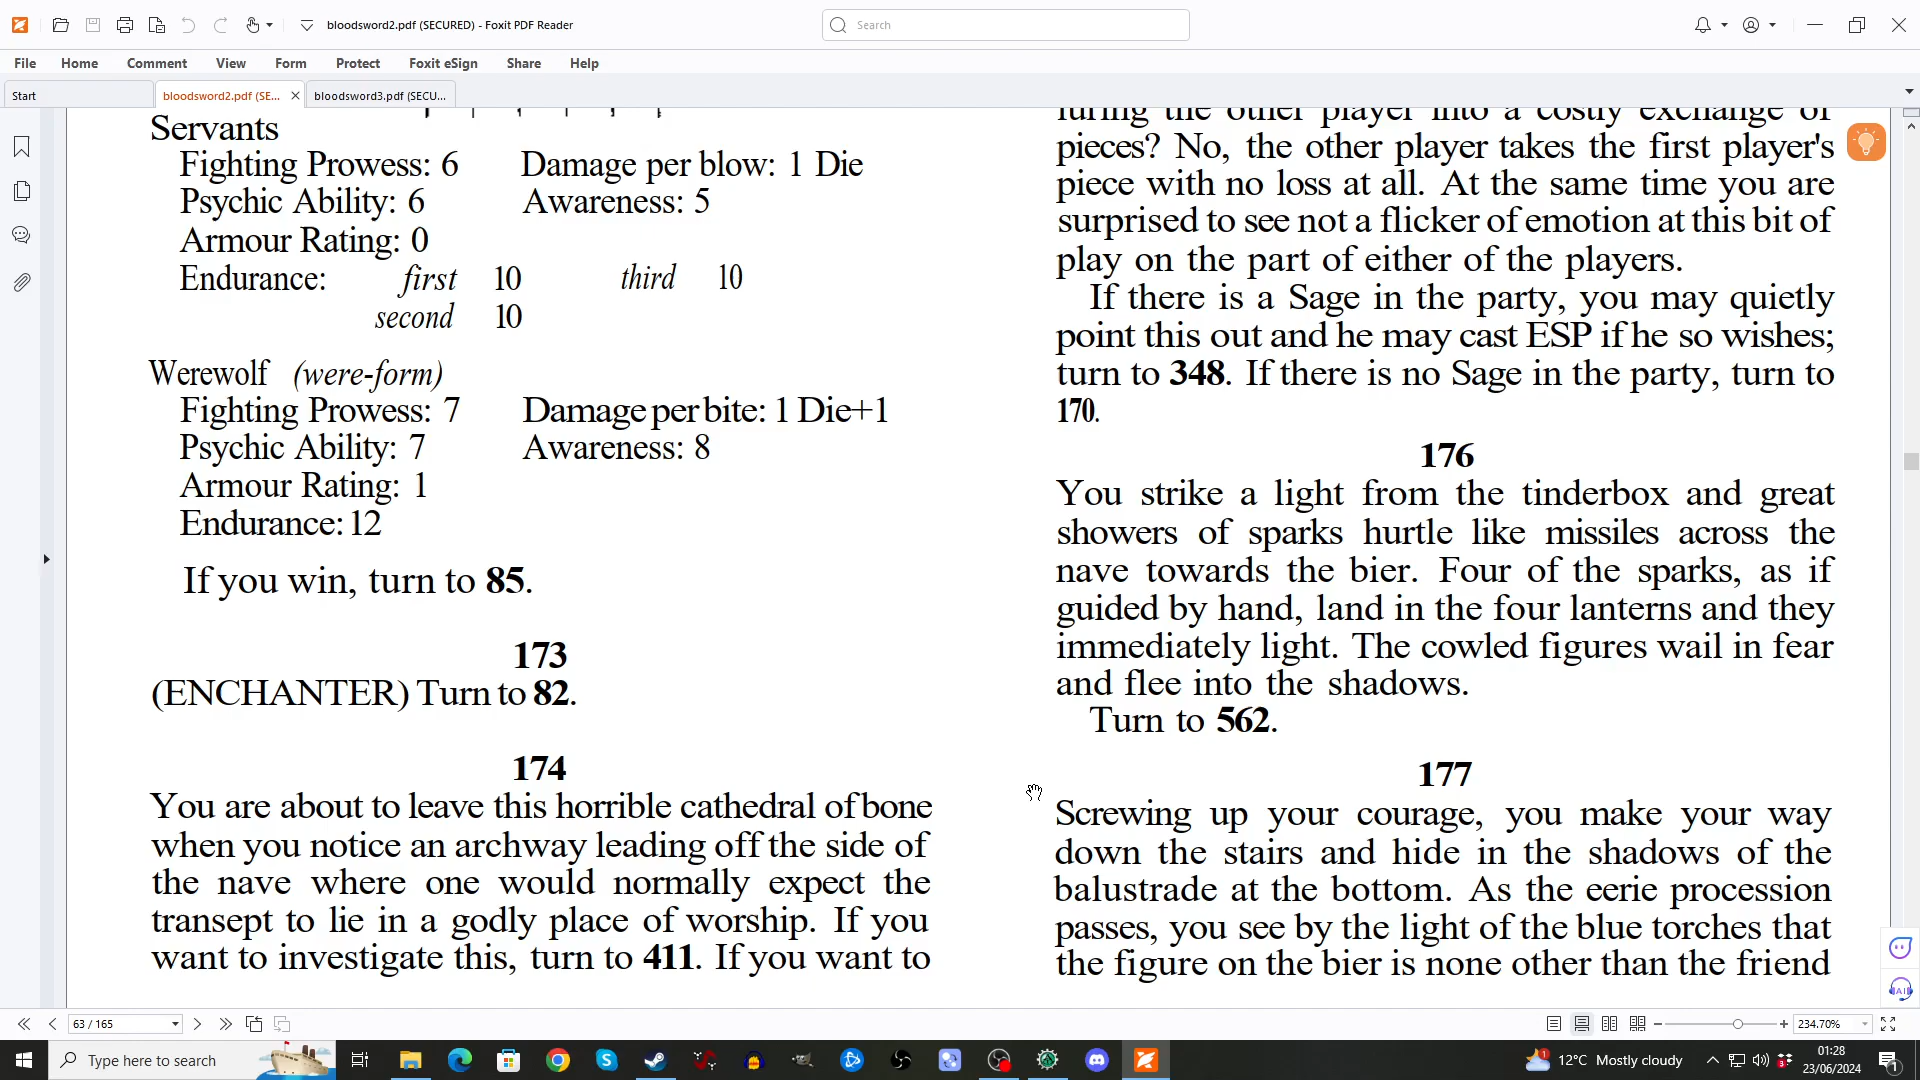 bloodsword2.pdf (SECURED) - Foxit PDF Reader
Search
File Home Comment View Form Protect Foxit eSign Share Help
Start
bloodsword2.pdf (SE...
bloodsword3.pdf (SECU...
Servants
Fighting Prowess: 6 Damage per blow: 1 Die
Psychic Ability: 6 Awareness: 5
Armour Rating: 0
Endurance: first 10 third 10
second 10
Werewolf (were-form)
Fighting Prowess: 7 Damage per bite: 1 Die+1
Psychic Ability: 7 Awareness: 8
Armour Rating: 1
Endurance: 12
If you win, turn to 85.
173
(ENCHANTER) Turn to 82.
174
You are about to leave this horrible cathedral of bone
when you notice an archway leading off the side of
the nave where one would normally expect the
transept to lie in a godly place of worship. If you
want to investigate this, turn to 411. If you want to
luring the other player into a costly exchange of
pieces? No, the other player takes the first player's
piece with no loss at all. At the same time you are
surprised to see not a flicker of emotion at this bit of
play on the part of either of the players.
If there is a Sage in the party, you may quietly
point this out and he may cast ESP if he so wishes;
turn to 348. If there is no Sage in the party, turn to
170.
176
You strike a light from the tinderbox and great
showers of sparks hurtle like missiles across the
nave towards the bier. Four of the sparks, as if
guided by hand, land in the four lanterns and they
immediately light. The cowled figures wail in fear
and flee into the shadows.
Turn to 562.
177
Screwing up your courage, you make your way
down the stairs and hide in the shadows of the
balustrade at the bottom. As the eerie procession
passes, you see by the light of the blue torches that
the figure on the bier is none other than the friend
AI
63 / 165
234.70%
Type here to search
1
12°C Mostly cloudy
3
01:28
23/06/2024
1